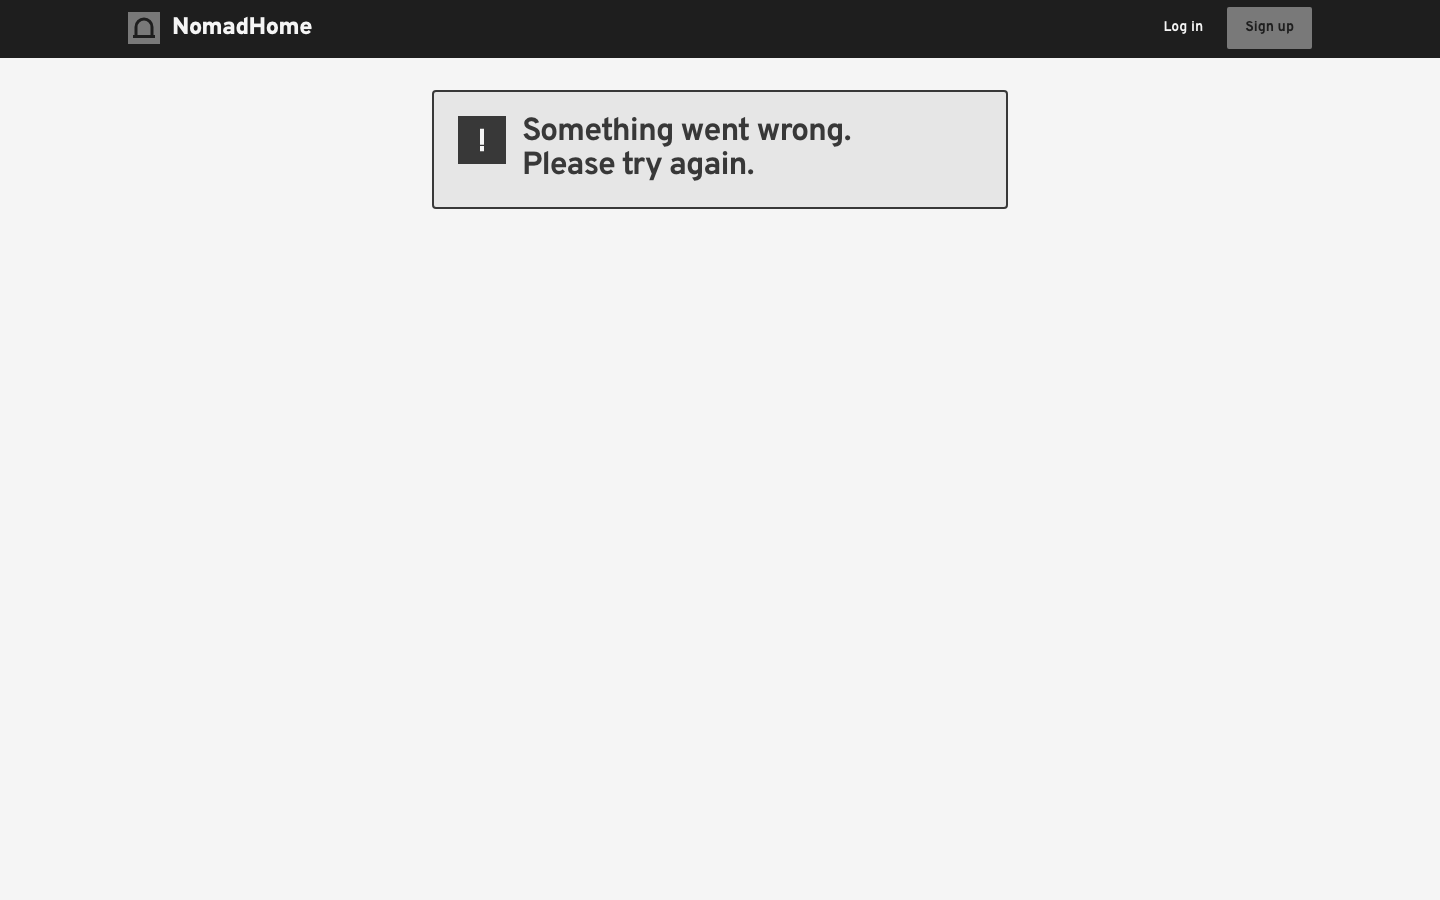 NomadHome
Log in
Sign up
!
Something went wrong.
Please try again.